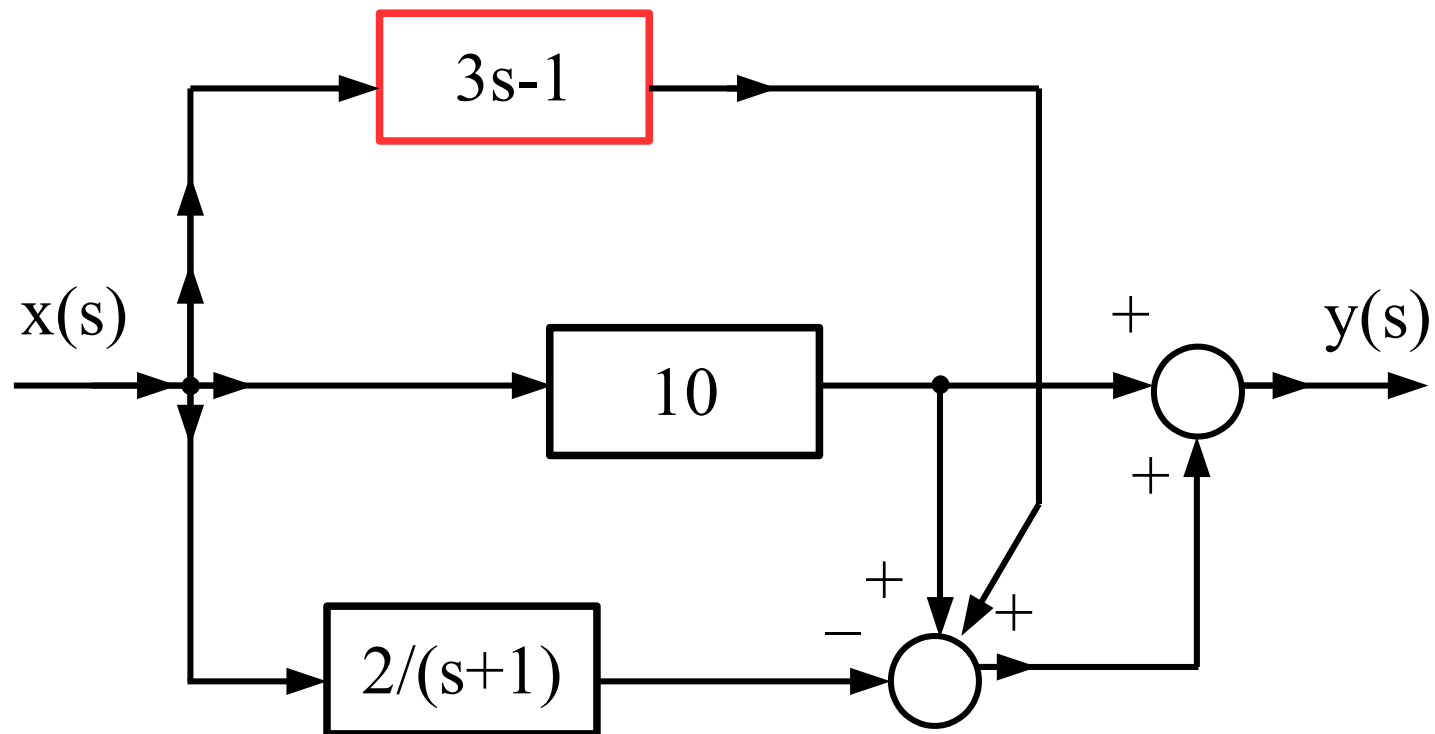 3s-1
x(s)
+
y(s)
10
+
+
+
−
2/(s+1)